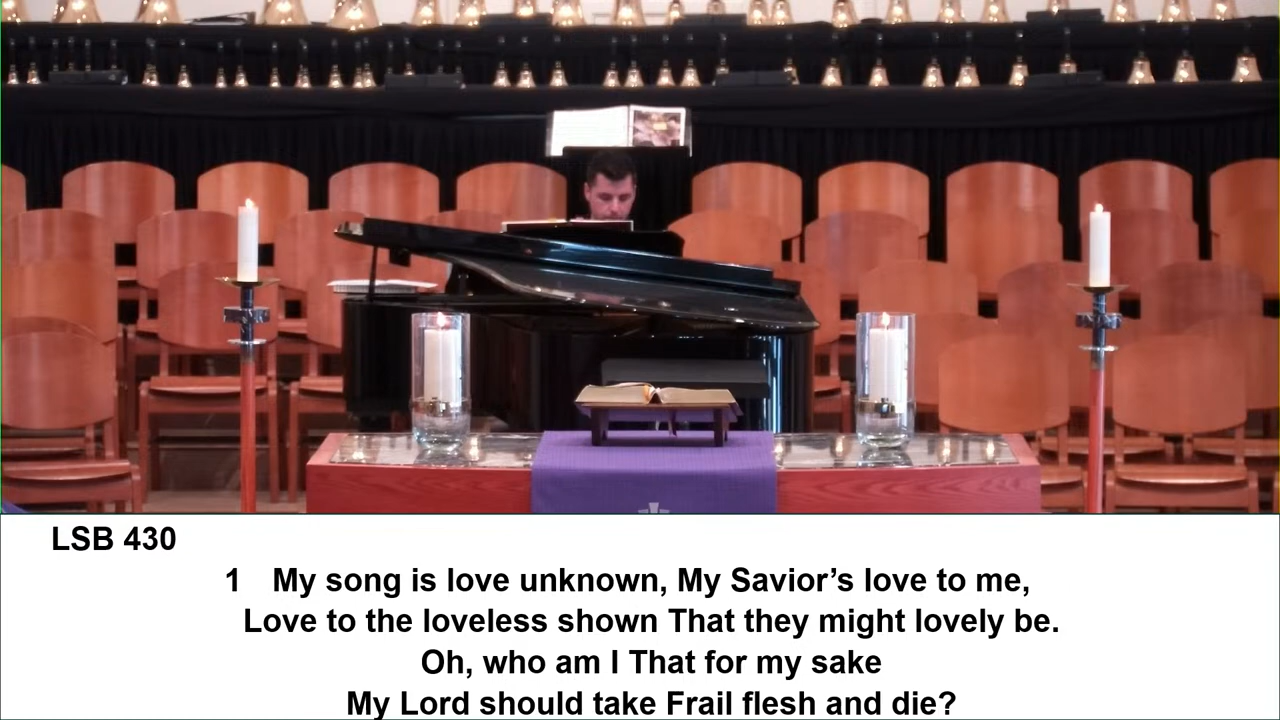 LSB 430
1 My song is love unknown, My Savior’s love to me,
Love to the loveless shown That they might lovely be.
Oh, who am I That for my sake
My Lord should take Frail flesh and die?